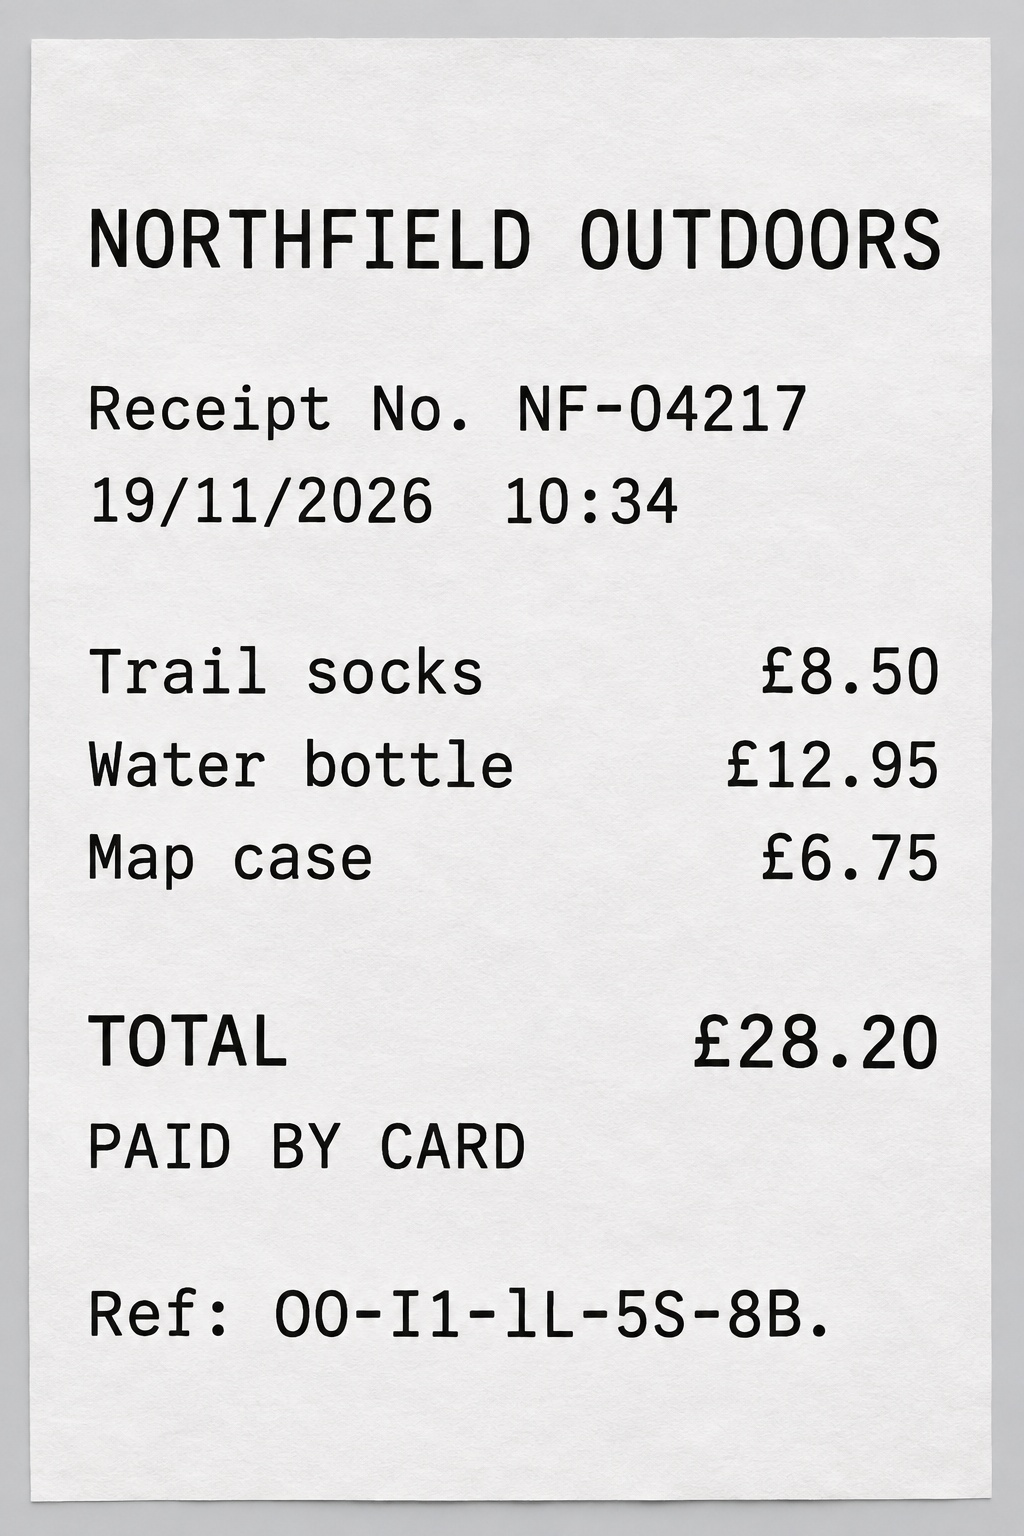 NORTHFIELD OUTDOORS
Receipt No. NF-04217
19/11/2026  10:34
Trail socks £8.50
Water bottle £12.95
Map case £6.75
TOTAL £28.20
PAID BY CARD
Ref: OO-I1-lL-5S-8B.